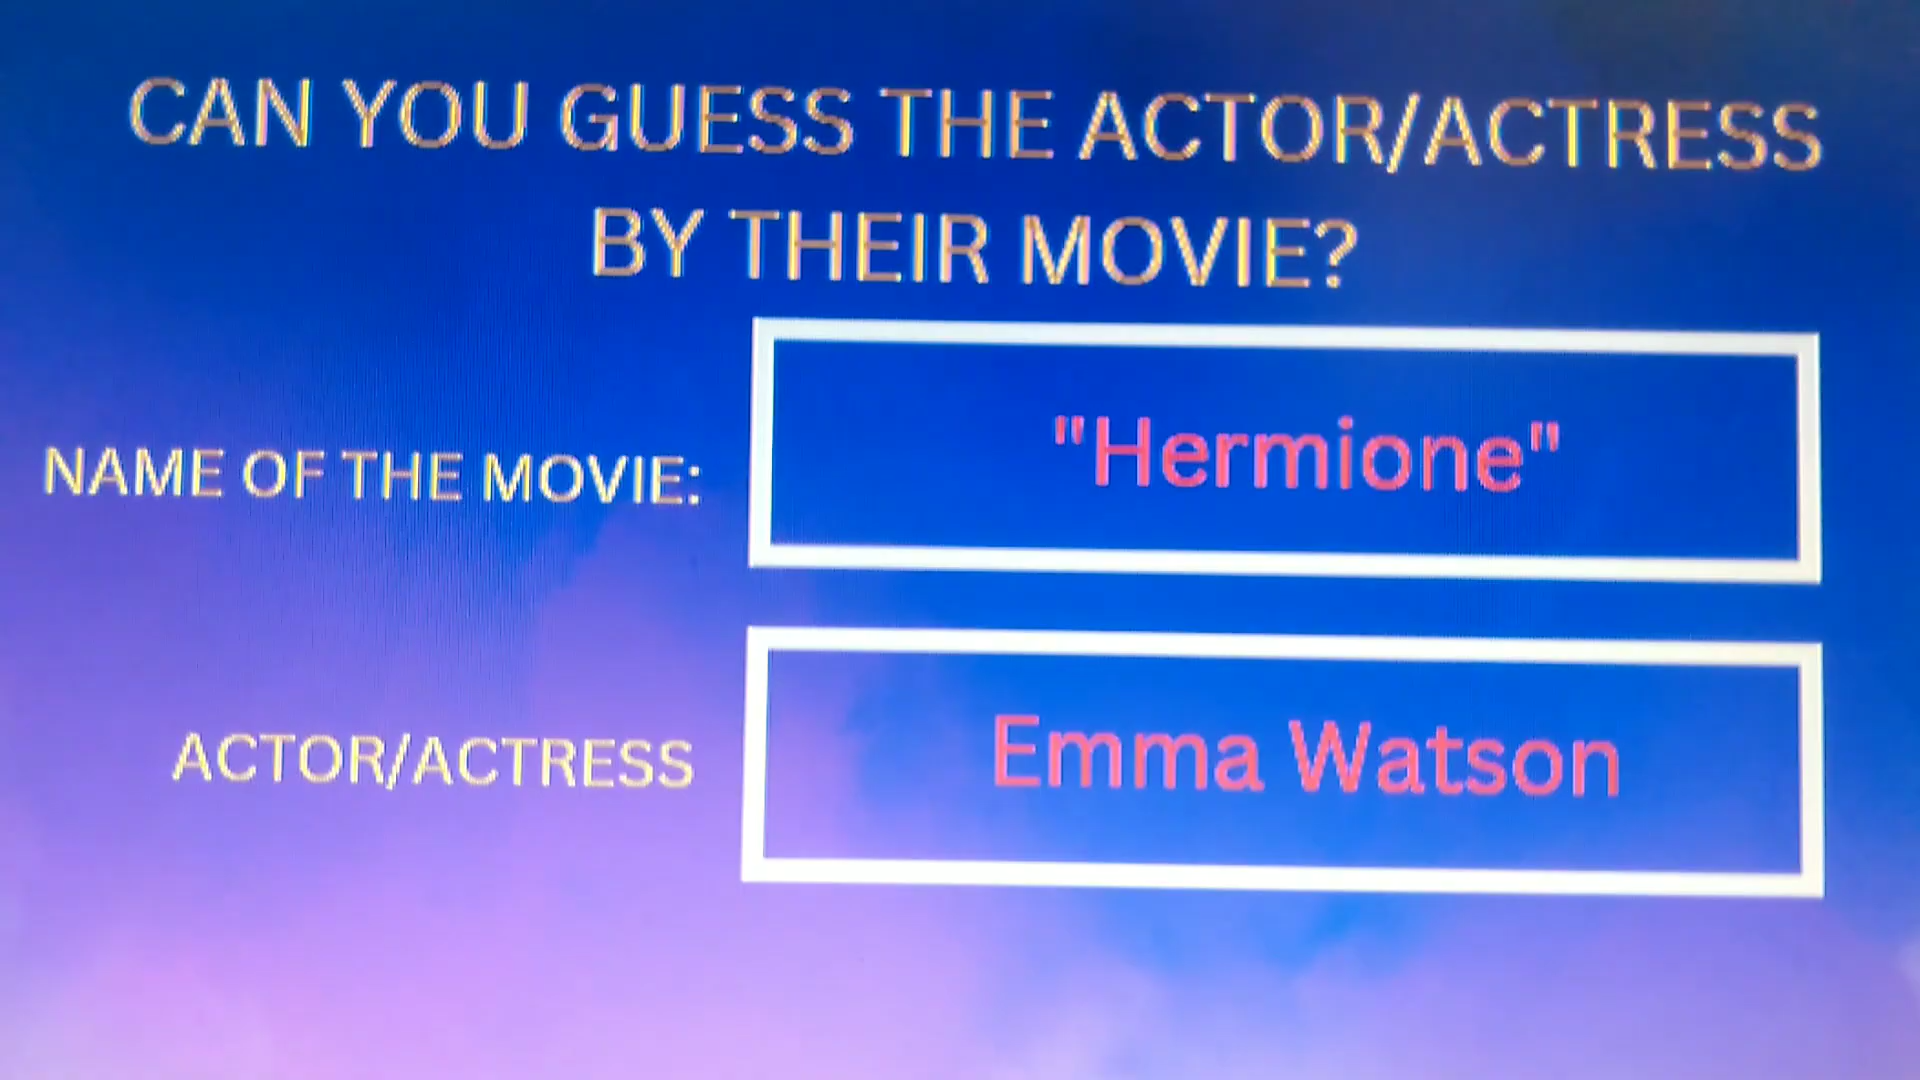 CAN YOU GUESS THE ACTOR/ACTRESS
BY THEIR MOVIE?
NAME OF THE MOVIE:
"Hermione"
ACTOR/ACTRESS
Emma Watson